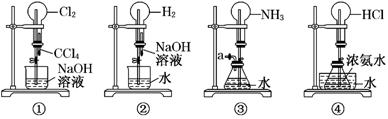 Cl₂
CCl₄
NaOH
溶液
①
H₂
NaOH
溶液
水
②
NH₃
a
水
③
HCl
浓氨水
水
④